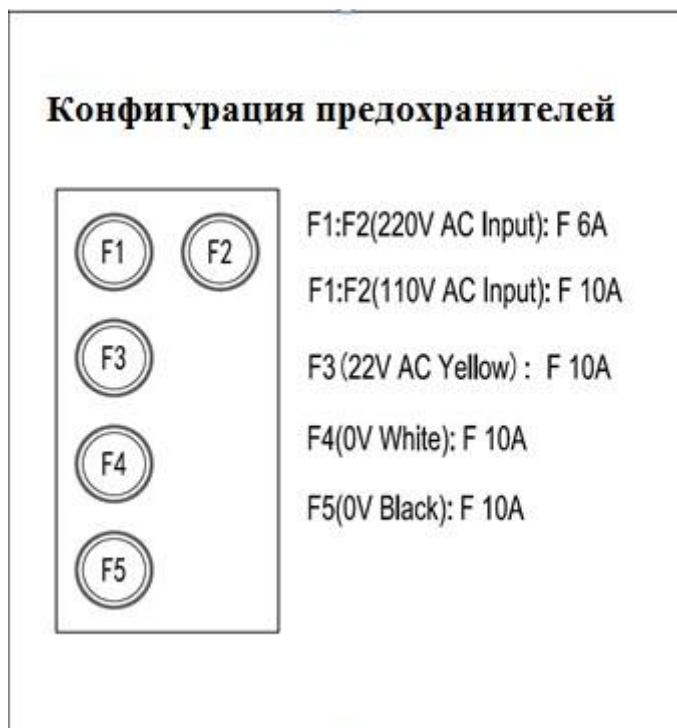 Конфигурация предохранителей
F1 F2
F3
F4
F5
F1:F2(220V AC Input): F 6A
F1:F2(110V AC Input): F 10A
F3(22V AC Yellow): F 10A
F4(0V White): F 10A
F5(0V Black): F 10A